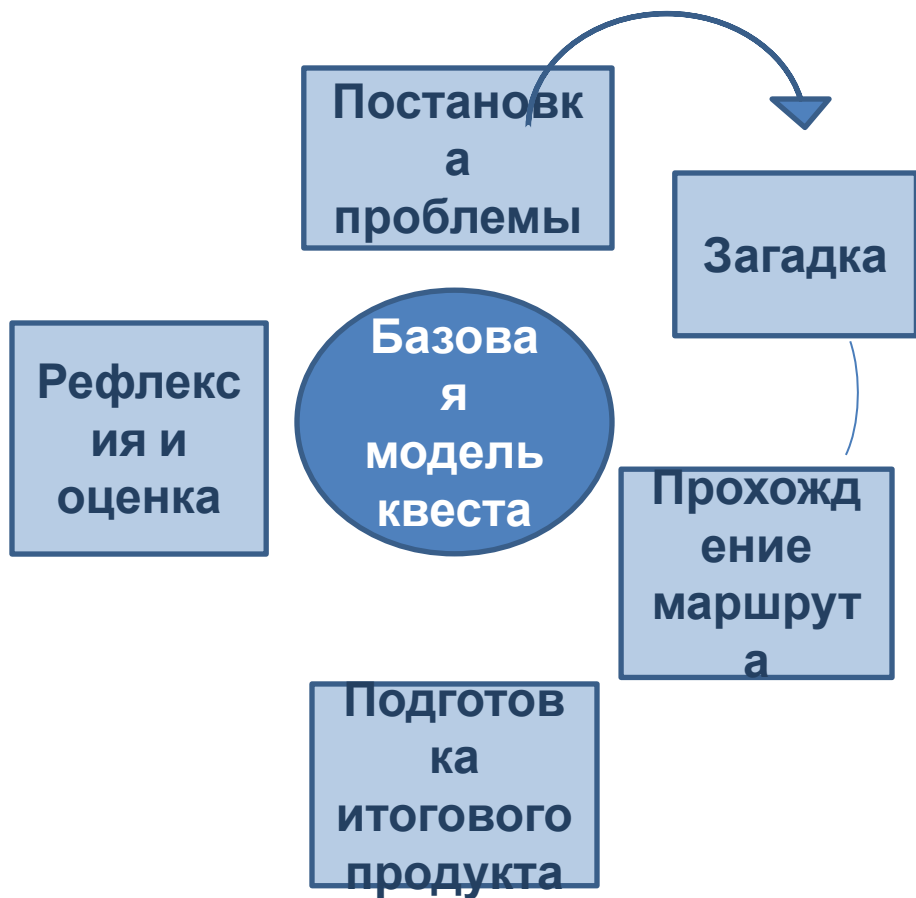 Постановк
а
проблемы
Загадка
Базова
я
модель
квеста
Рефлекс
ия и
оценка
Прохожд
ение
маршрут
а
Подготов
ка
итогового
продукта